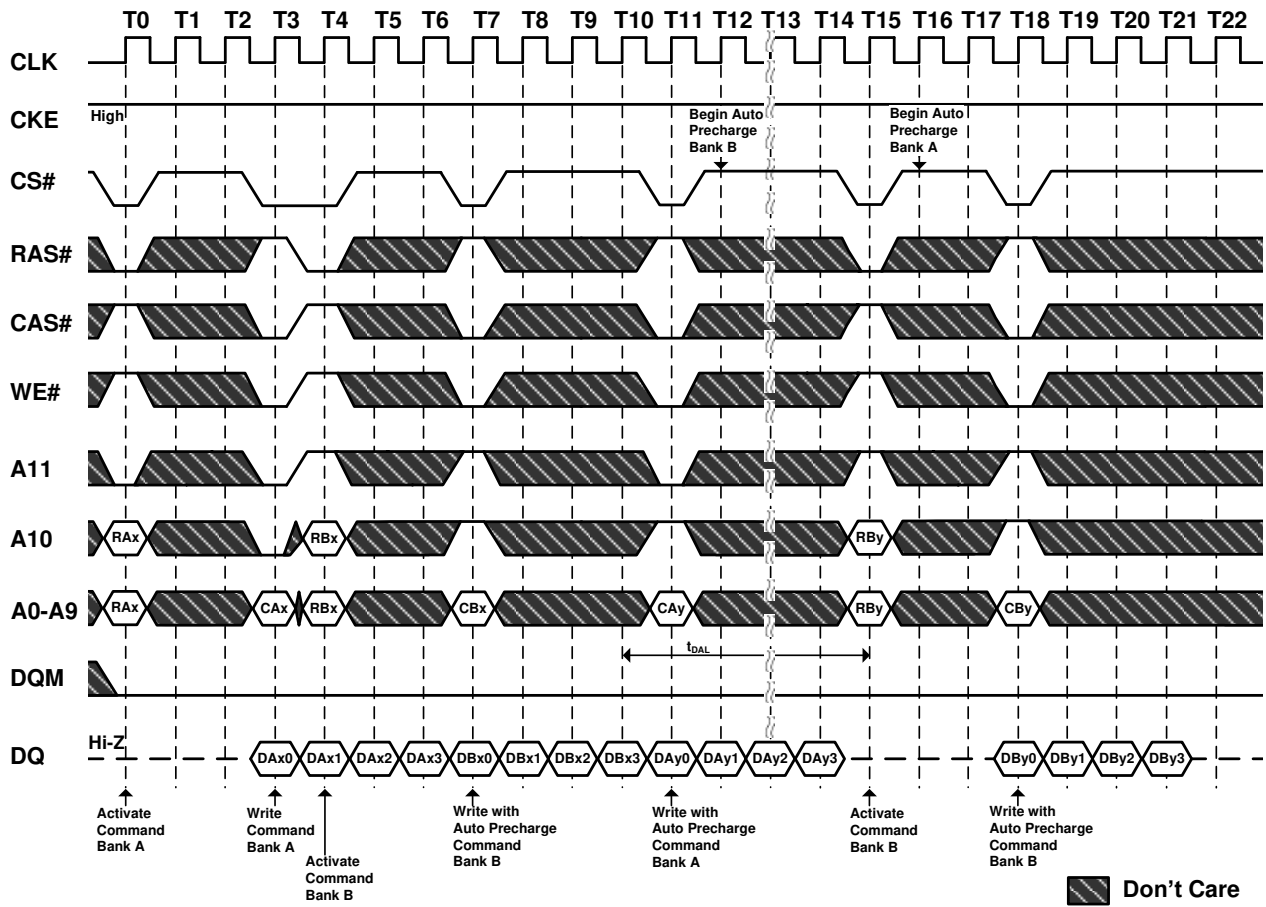 T0 T1 T2 T3 T4 T5 T6 T7 T8 T9 T10 T11 T12 T13 T14 T15 T16 T17 T18 T19 T20 T21 T22
CLK
CKE
High
Begin Auto
Precharge
Bank B
Begin Auto
Precharge
Bank A
CS#
RAS#
CAS#
WE#
A11
A10
RAx RBx RBy
A0-A9
RAx CAx RBx CBx CAy RBy CBy
tDAL
DQM
DQ
Hi-Z
DAx0 DAx1 DAx2 DAx3 DBx0 DBx1 DBx2 DBx3 DAy0 DAy1 DAy2 DAy3 DBy0 DBy1 DBy2 DBy3
Activate
Command
Bank A
Write
Command
Bank A
Activate
Command
Bank B
Write with
Auto Precharge
Command
Bank B
Write with
Auto Precharge
Command
Bank A
Activate
Command
Bank B
Write with
Auto Precharge
Command
Bank B
Don't Care